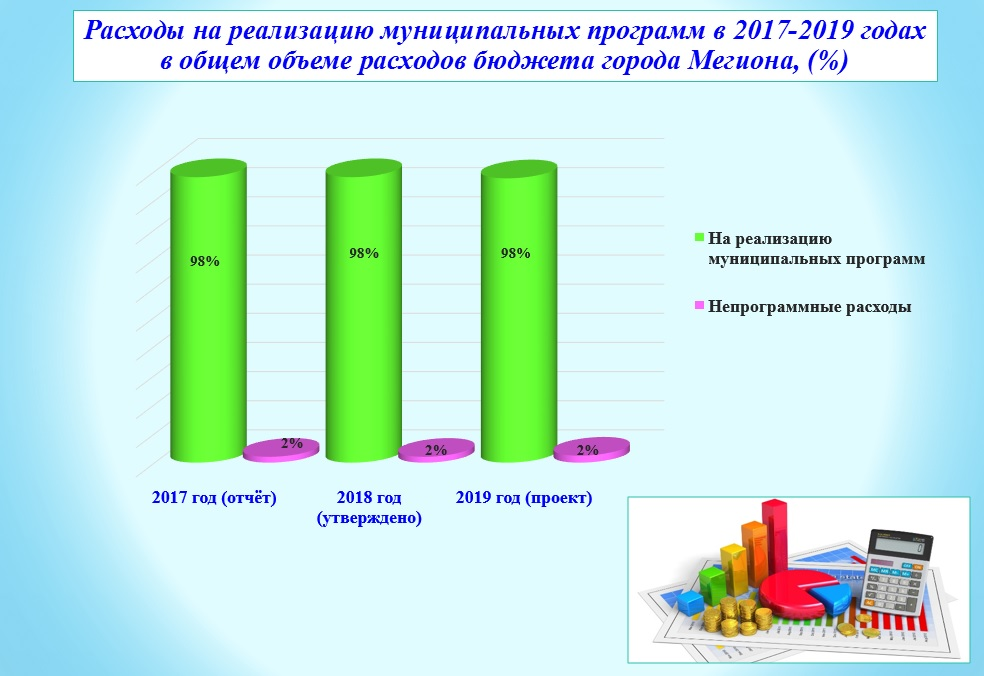 Расходы на реализацию муниципальных программ в 2017-2019 годах
в общем объеме расходов бюджета города Мегиона, (%)
98%
98%
98%
2%
2%
2%
2017 год (отчёт)
2018 год
(утверждено)
2019 год (проект)
На реализацию
муниципальных программ
Непрограммные расходы